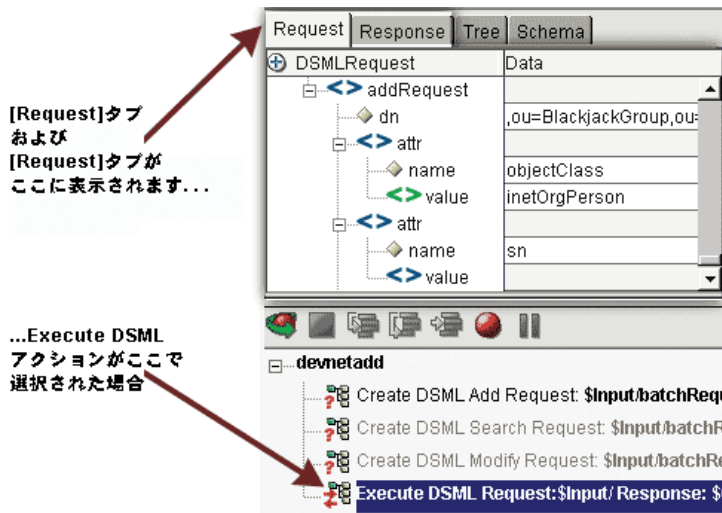 Request Response Tree Schema
DSMLRequest Data
addRequest
dn ,ou=BlackjackGroup,ou=
attr
name objectClass
value inetOrgPerson
attr
name sn
value
[Request]タブ
および
[Request]タブが
ここに表示されます...
...Execute DSML
アクションがここで
選択された場合
devnetadd
Create DSML Add Request: $Input/batchRequ
Create DSML Search Request: $Input/batchR
Create DSML Modify Request: $Input/batchRe
Execute DSML Request:$Input/ Response: $